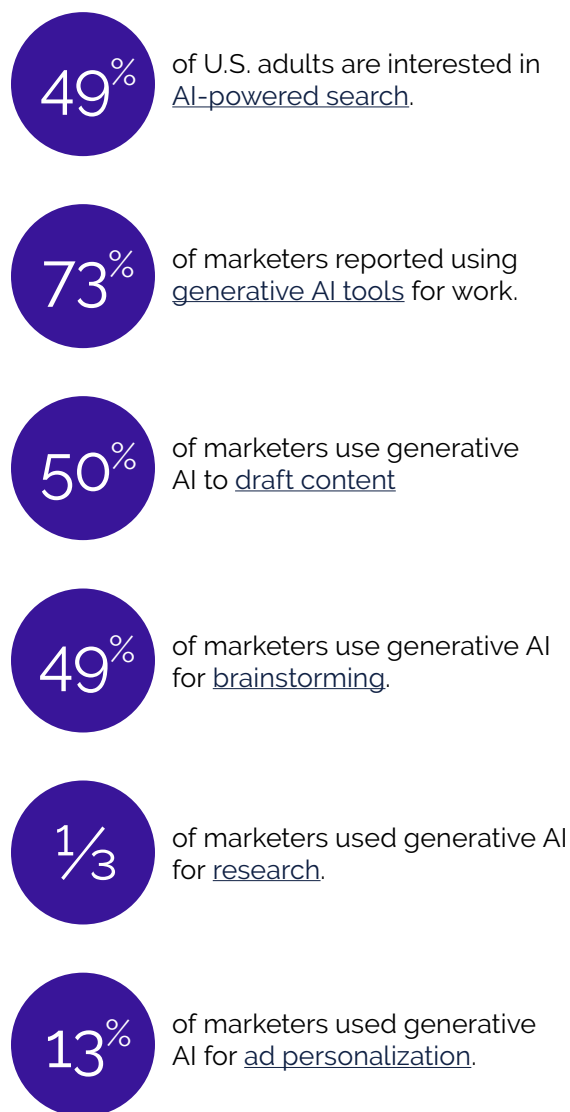 49%
of U.S. adults are interested in
AI-powered search.
73%
of marketers reported using
generative AI tools for work.
50%
of marketers use generative
AI to draft content
49%
of marketers use generative AI
for brainstorming.
1/3
of marketers used generative AI
for research.
13%
of marketers used generative
AI for ad personalization.